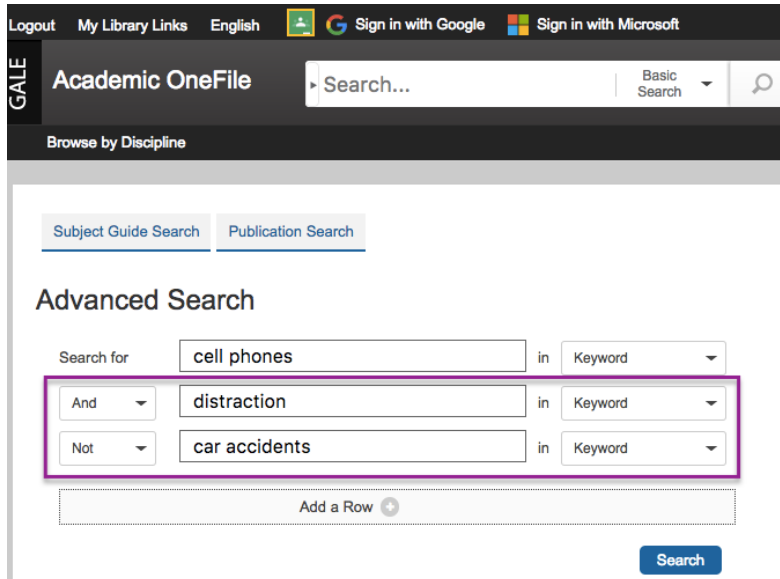 Logout My Library Links English Sign in with Google Sign in with Microsoft
GALE
Academic OneFile Search... Basic Search
Browse by Discipline
Subject Guide Search Publication Search
Advanced Search
Search for cell phones in Keyword
And distraction in Keyword
Not car accidents in Keyword
Add a Row
Search